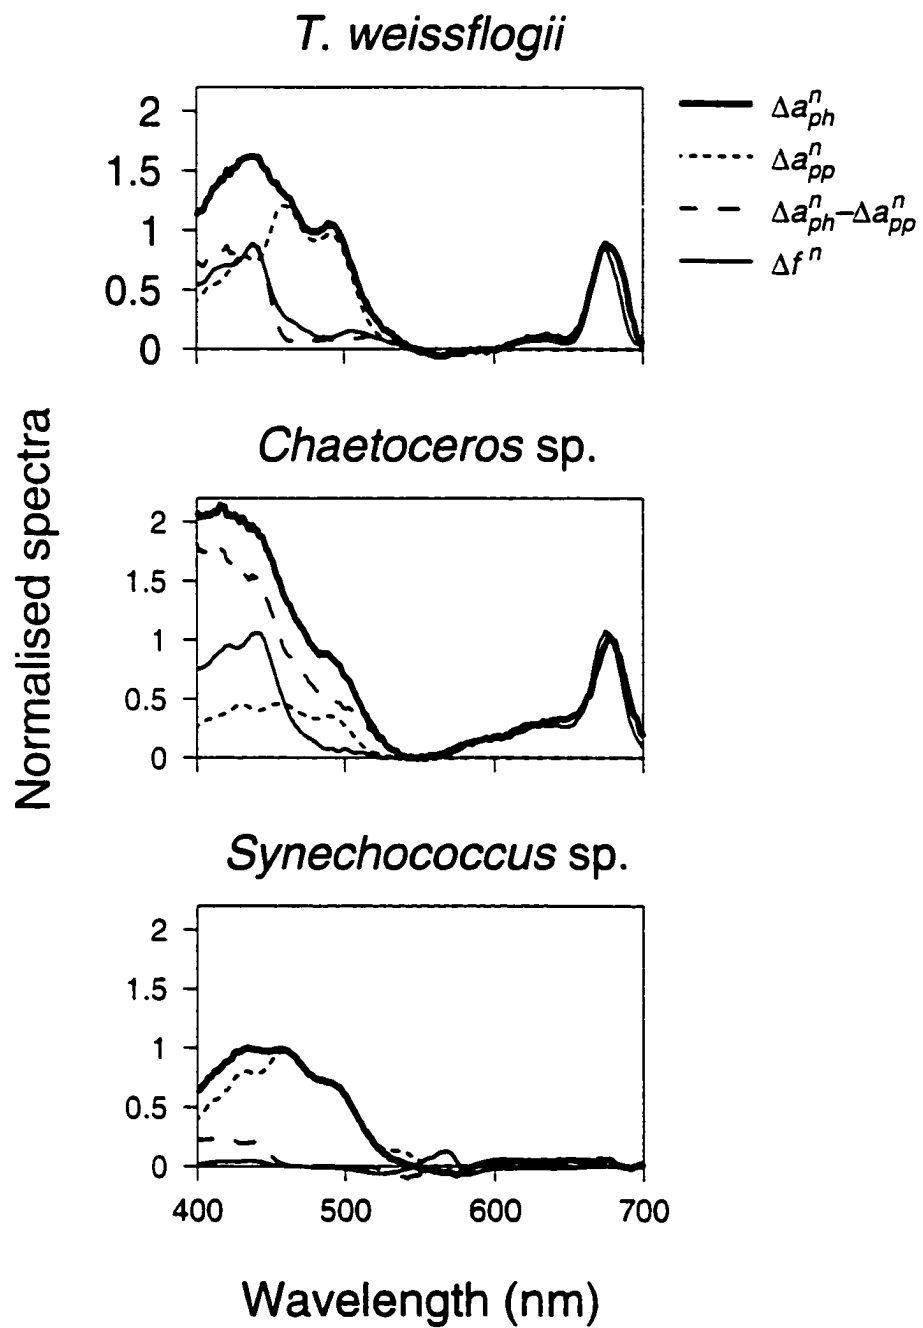 T. weissflogii
2
1.5
1
0.5
0
Δa^n_ph
Δa^n_pp
Δa^n_ph–Δa^n_pp
Δf^n
Normalised spectra
Chaetoceros sp.
2
1.5
1
0.5
0
Synechococcus sp.
2
1.5
1
0.5
0
400 500 600 700
Wavelength (nm)